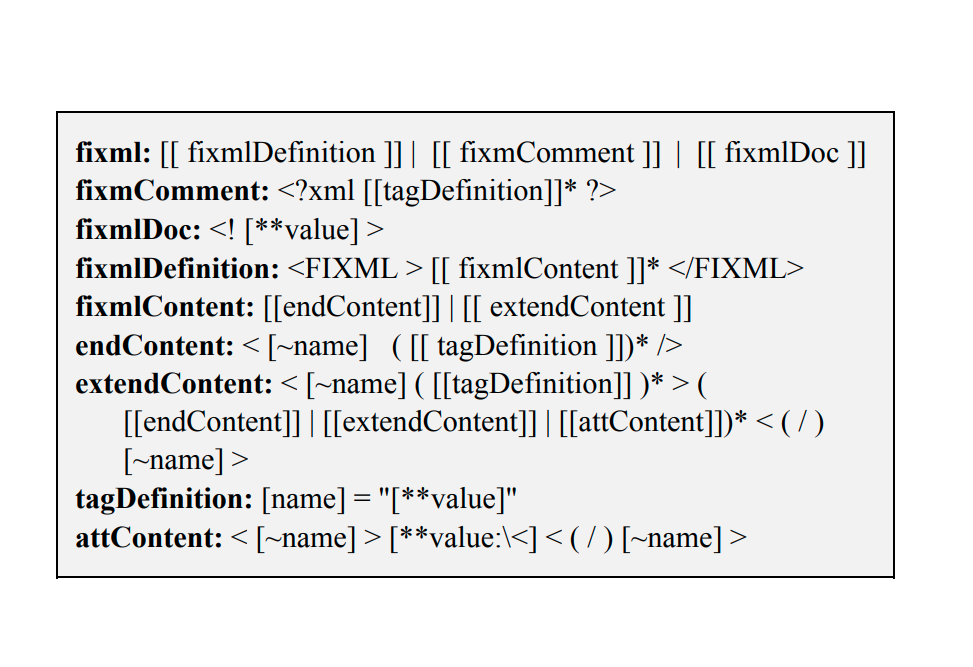 fixml: [[ fixmlDefinition ]] | [[ fixmComment ]] | [[ fixmlDoc ]]
fixmComment: <?xml [[tagDefinition]]* ?>
fixmlDoc: <! [**value] >
fixmlDefinition: <FIXML > [[ fixmlContent ]]* </FIXML>
fixmlContent: [[endContent]] | [[ extendContent ]]
endContent: < [~name] ( [[ tagDefinition ]])* />
extendContent: < [~name] ( [[tagDefinition]] )* > (
[[endContent]] | [[extendContent]] | [[attContent]])* < ( / )
[~name] >
tagDefinition: [name] = "[**value]"
attContent: < [~name] > [**value:\<] < ( / ) [~name] >